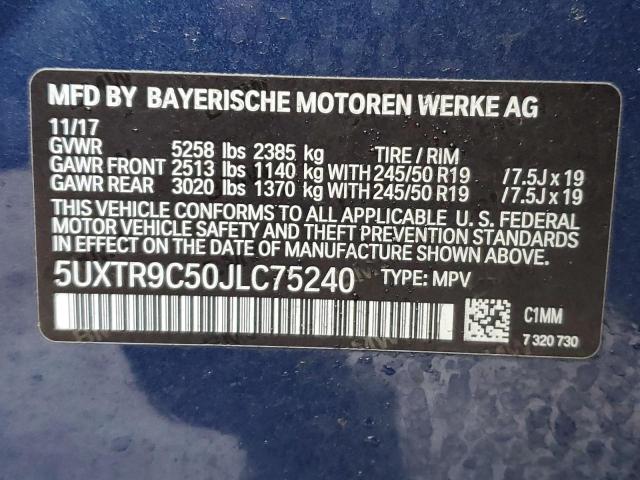 MFD BY BAYERISCHE MOTOREN WERKE AG
11/17
GVWR 5258 lbs 2385 kg TIRE / RIM
GAWR FRONT 2513 lbs 1140 kg WITH 245/50 R19 /7.5J x 19
GAWR REAR 3020 lbs 1370 kg WITH 245/50 R19 /7.5J x 19
THIS VEHICLE CONFORMS TO ALL APPLICABLE U. S. FEDERAL
MOTOR VEHICLE SAFETY AND THEFT PREVENTION STANDARDS
IN EFFECT ON THE DATE OF MANUFACTURE SHOWN ABOVE.
5UXTR9C50JLC75240 TYPE: MPV
C1MM
7 320 730